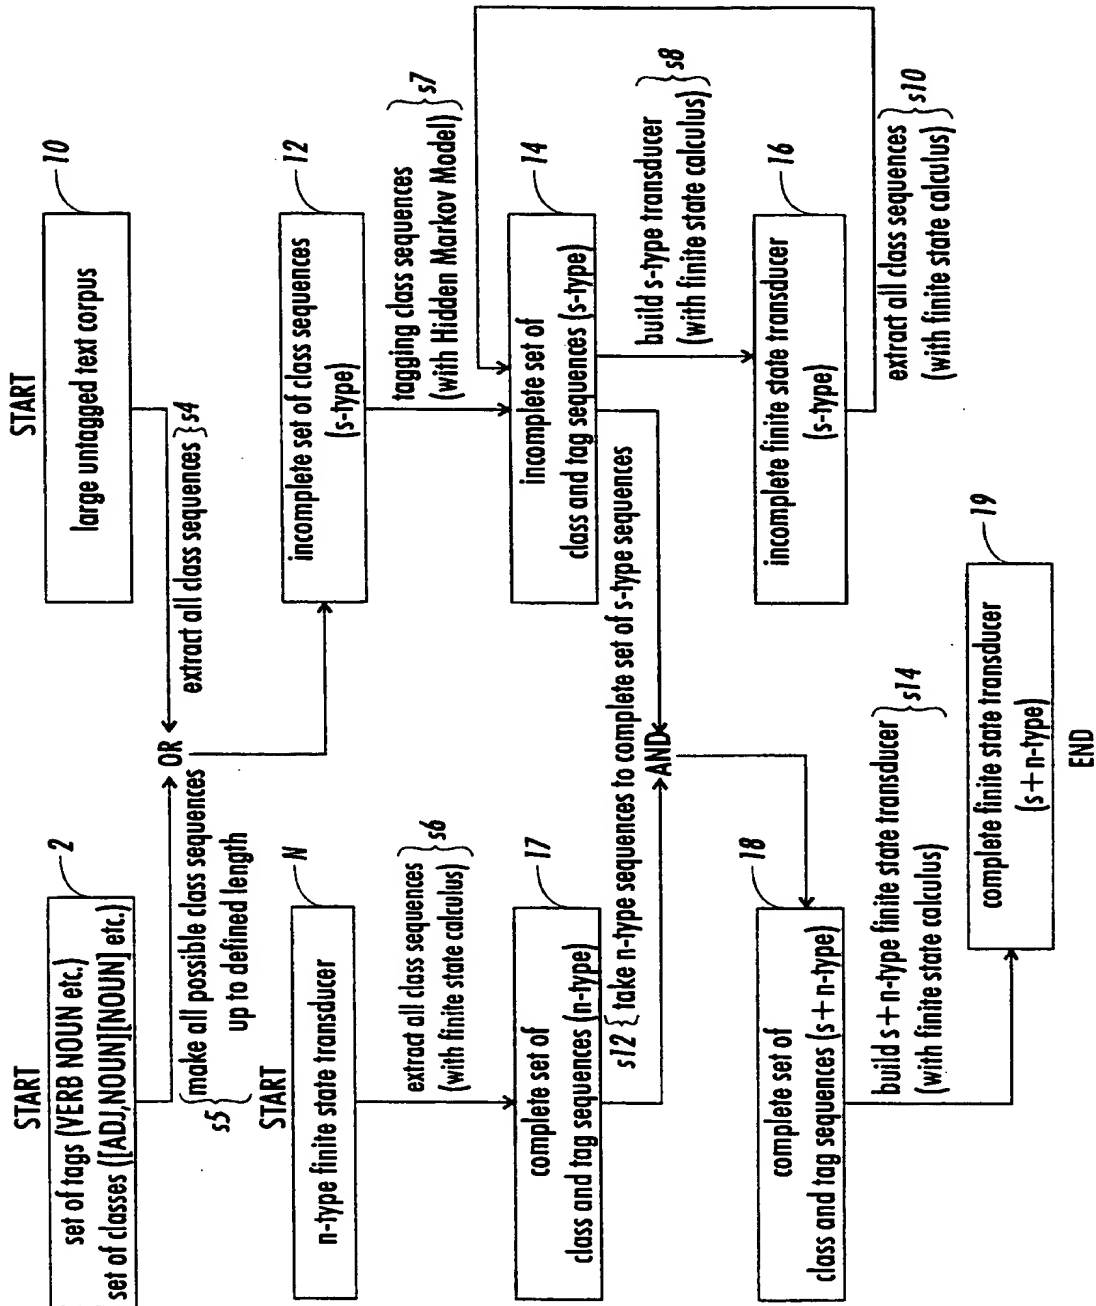 START
set of tags (VERB NOUN etc.)
set of classes ([ADJ,NOUN][NOUN] etc.)
2
START
large untagged text corpus
10
make all possible class sequences
up to defined length
s5
OR
extract all class sequences
s4
START
n-type finite state transducer
N
incomplete set of class sequences
(s-type)
12
extract all class sequences
(with finite state calculus)
s6
tagging class sequences
(with Hidden Markov Model)
s7
complete set of
class and tag sequences (n-type)
17
incomplete set of
class and tag sequences (s-type)
14
s12 { take n-type sequences to complete set of s-type sequences
AND
build s-type transducer
(with finite state calculus)
s8
complete set of
class and tag sequences (s+n-type)
18
incomplete finite state transducer
(s-type)
16
build s+n-type finite state transducer
(with finite state calculus)
s14
extract all class sequences
(with finite state calculus)
s10
complete finite state transducer
(s+n-type)
19
END